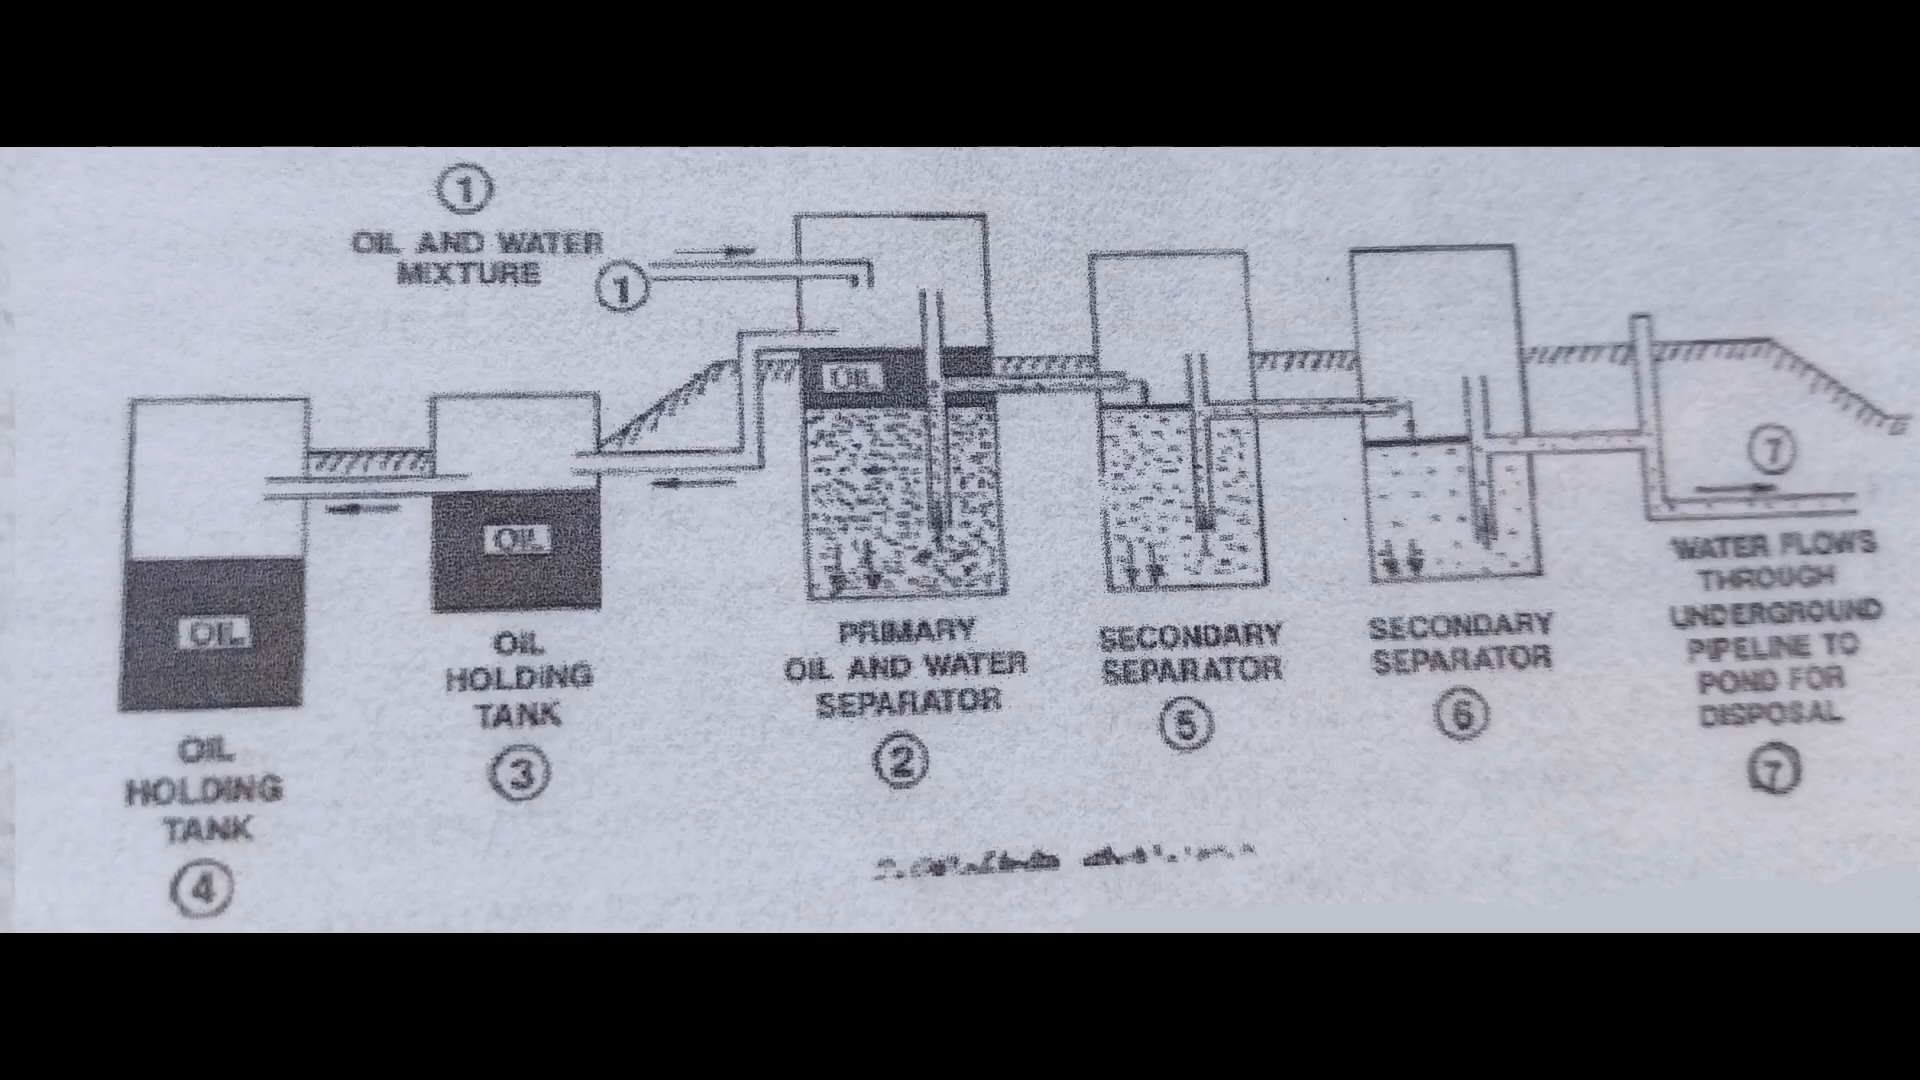 1
OIL AND WATER
MIXTURE
1
OIL
OIL
OIL
7
OIL
HOLDING
TANK
4
OIL
HOLDING
TANK
3
PRIMARY
OIL AND WATER
SEPARATOR
2
SECONDARY
SEPARATOR
5
SECONDARY
SEPARATOR
6
WATER FLOWS
THROUGH
UNDERGROUND
PIPELINE TO
POND FOR
DISPOSAL
7